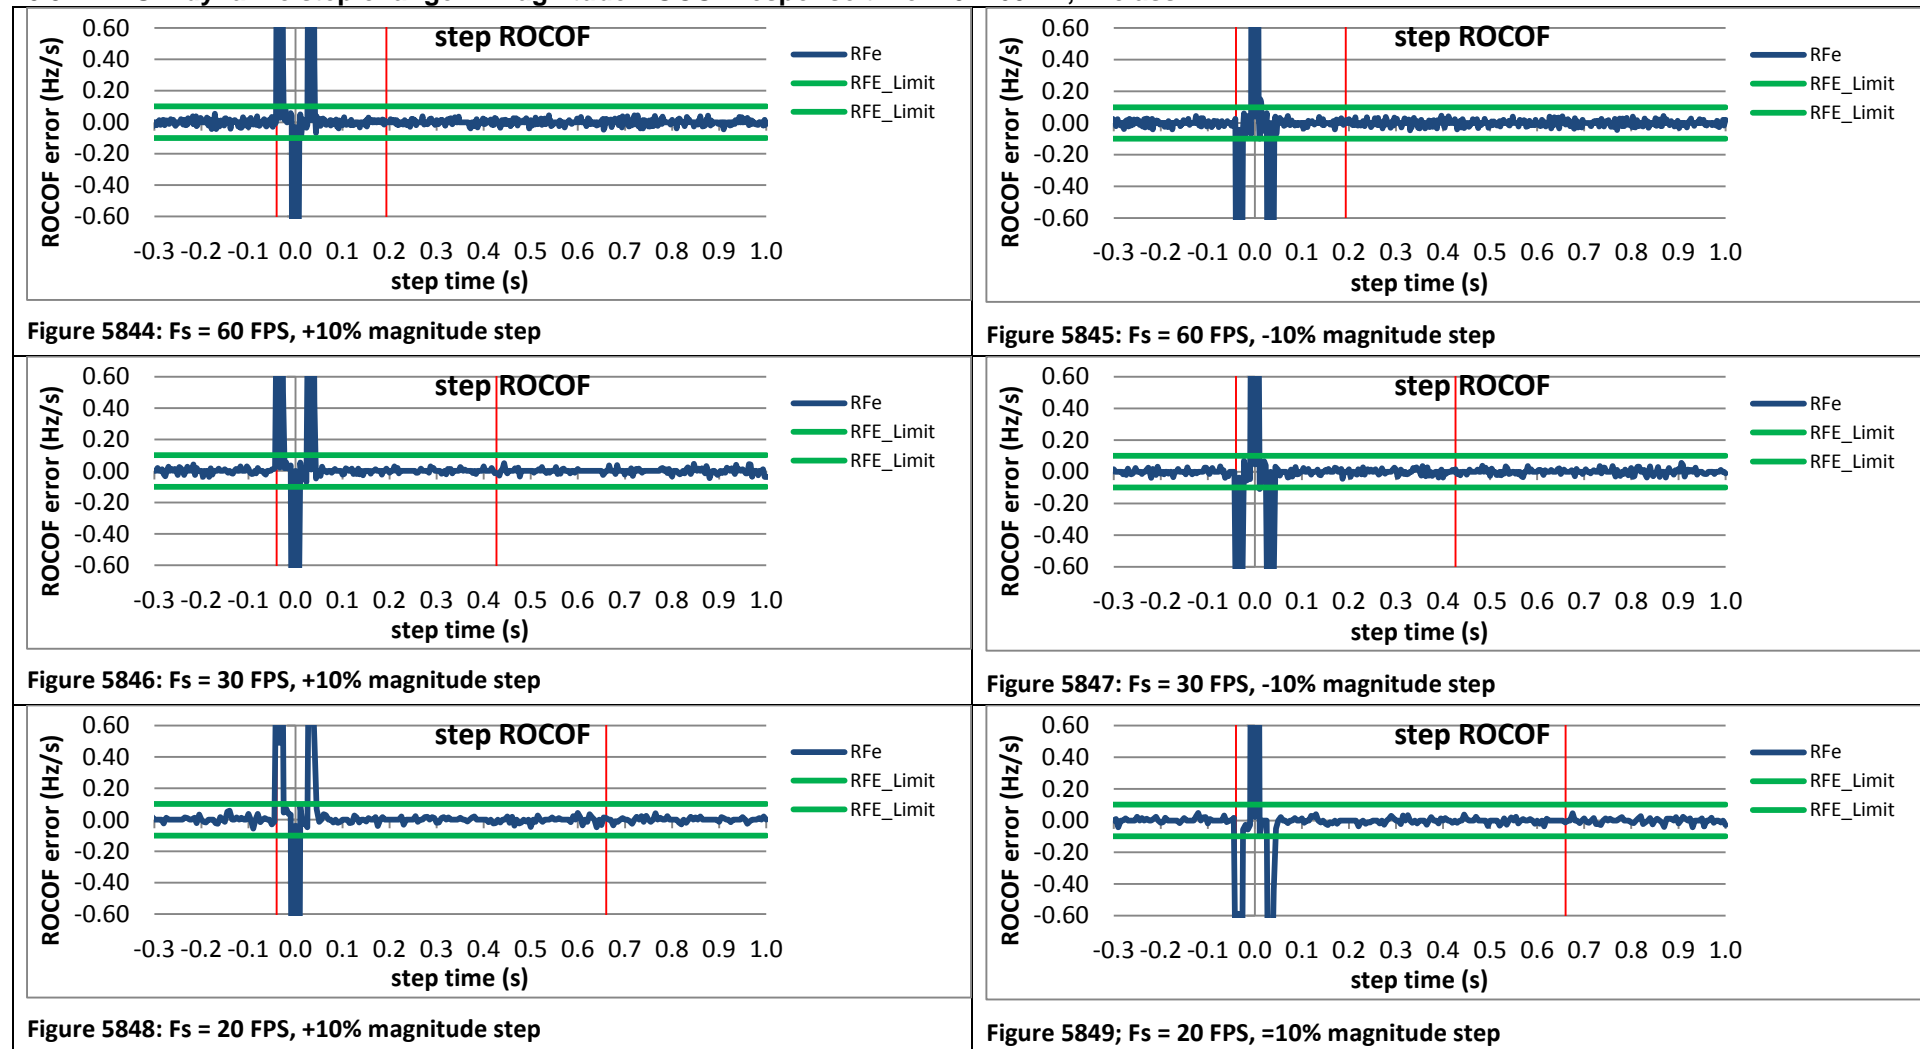 step ROCOF
0.60
0.40
0.20
0.00
-0.20
-0.40
-0.60
ROCOF error (Hz/s)
-0.3 -0.2 -0.1 0.0 0.1 0.2 0.3 0.4 0.5 0.6 0.7 0.8 0.9 1.0
step time (s)
RFe
RFE_Limit
RFE_Limit
Figure 5844: Fs = 60 FPS, +10% magnitude step
step ROCOF
0.60
0.40
0.20
0.00
-0.20
-0.40
-0.60
ROCOF error (Hz/s)
-0.3 -0.2 -0.1 0.0 0.1 0.2 0.3 0.4 0.5 0.6 0.7 0.8 0.9 1.0
step time (s)
RFe
RFE_Limit
RFE_Limit
Figure 5845: Fs = 60 FPS, -10% magnitude step
step ROCOF
0.60
0.40
0.20
0.00
-0.20
-0.40
-0.60
ROCOF error (Hz/s)
-0.3 -0.2 -0.1 0.0 0.1 0.2 0.3 0.4 0.5 0.6 0.7 0.8 0.9 1.0
step time (s)
RFe
RFE_Limit
RFE_Limit
Figure 5846: Fs = 30 FPS, +10% magnitude step
step ROCOF
0.60
0.40
0.20
0.00
-0.20
-0.40
-0.60
ROCOF error (Hz/s)
-0.3 -0.2 -0.1 0.0 0.1 0.2 0.3 0.4 0.5 0.6 0.7 0.8 0.9 1.0
step time (s)
RFe
RFE_Limit
RFE_Limit
Figure 5847: Fs = 30 FPS, -10% magnitude step
step ROCOF
0.60
0.40
0.20
0.00
-0.20
-0.40
-0.60
ROCOF error (Hz/s)
-0.3 -0.2 -0.1 0.0 0.1 0.2 0.3 0.4 0.5 0.6 0.7 0.8 0.9 1.0
step time (s)
RFe
RFE_Limit
RFE_Limit
Figure 5848: Fs = 20 FPS, +10% magnitude step
step ROCOF
0.60
0.40
0.20
0.00
-0.20
-0.40
-0.60
ROCOF error (Hz/s)
-0.3 -0.2 -0.1 0.0 0.1 0.2 0.3 0.4 0.5 0.6 0.7 0.8 0.9 1.0
step time (s)
RFe
RFE_Limit
RFE_Limit
Figure 5849; Fs = 20 FPS, =10% magnitude step